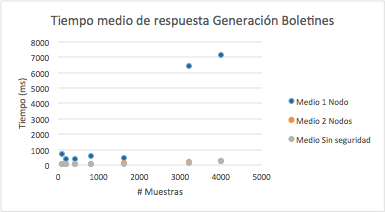 Tiempo medio de respuesta Generación Boletines
Tiempo (ms)
8000
7000
6000
5000
4000
3000
2000
1000
0
0 1000 2000 3000 4000 5000
# Muestras
Medio 1 Nodo
Medio 2 Nodos
Medio Sin seguridad